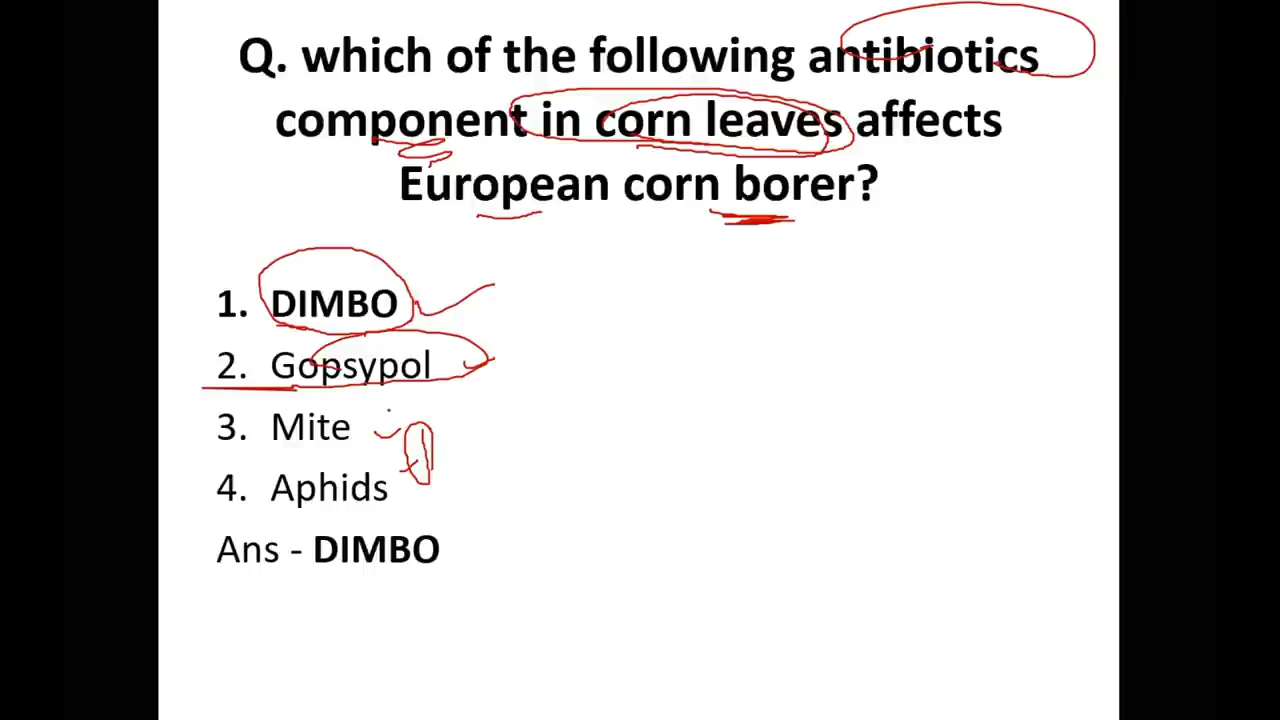 Q. which of the following antibiotics
component in corn leaves affects
European corn borer?
1. DIMBO
2. Gopsypol
3. Mite
4. Aphids
Ans - DIMBO